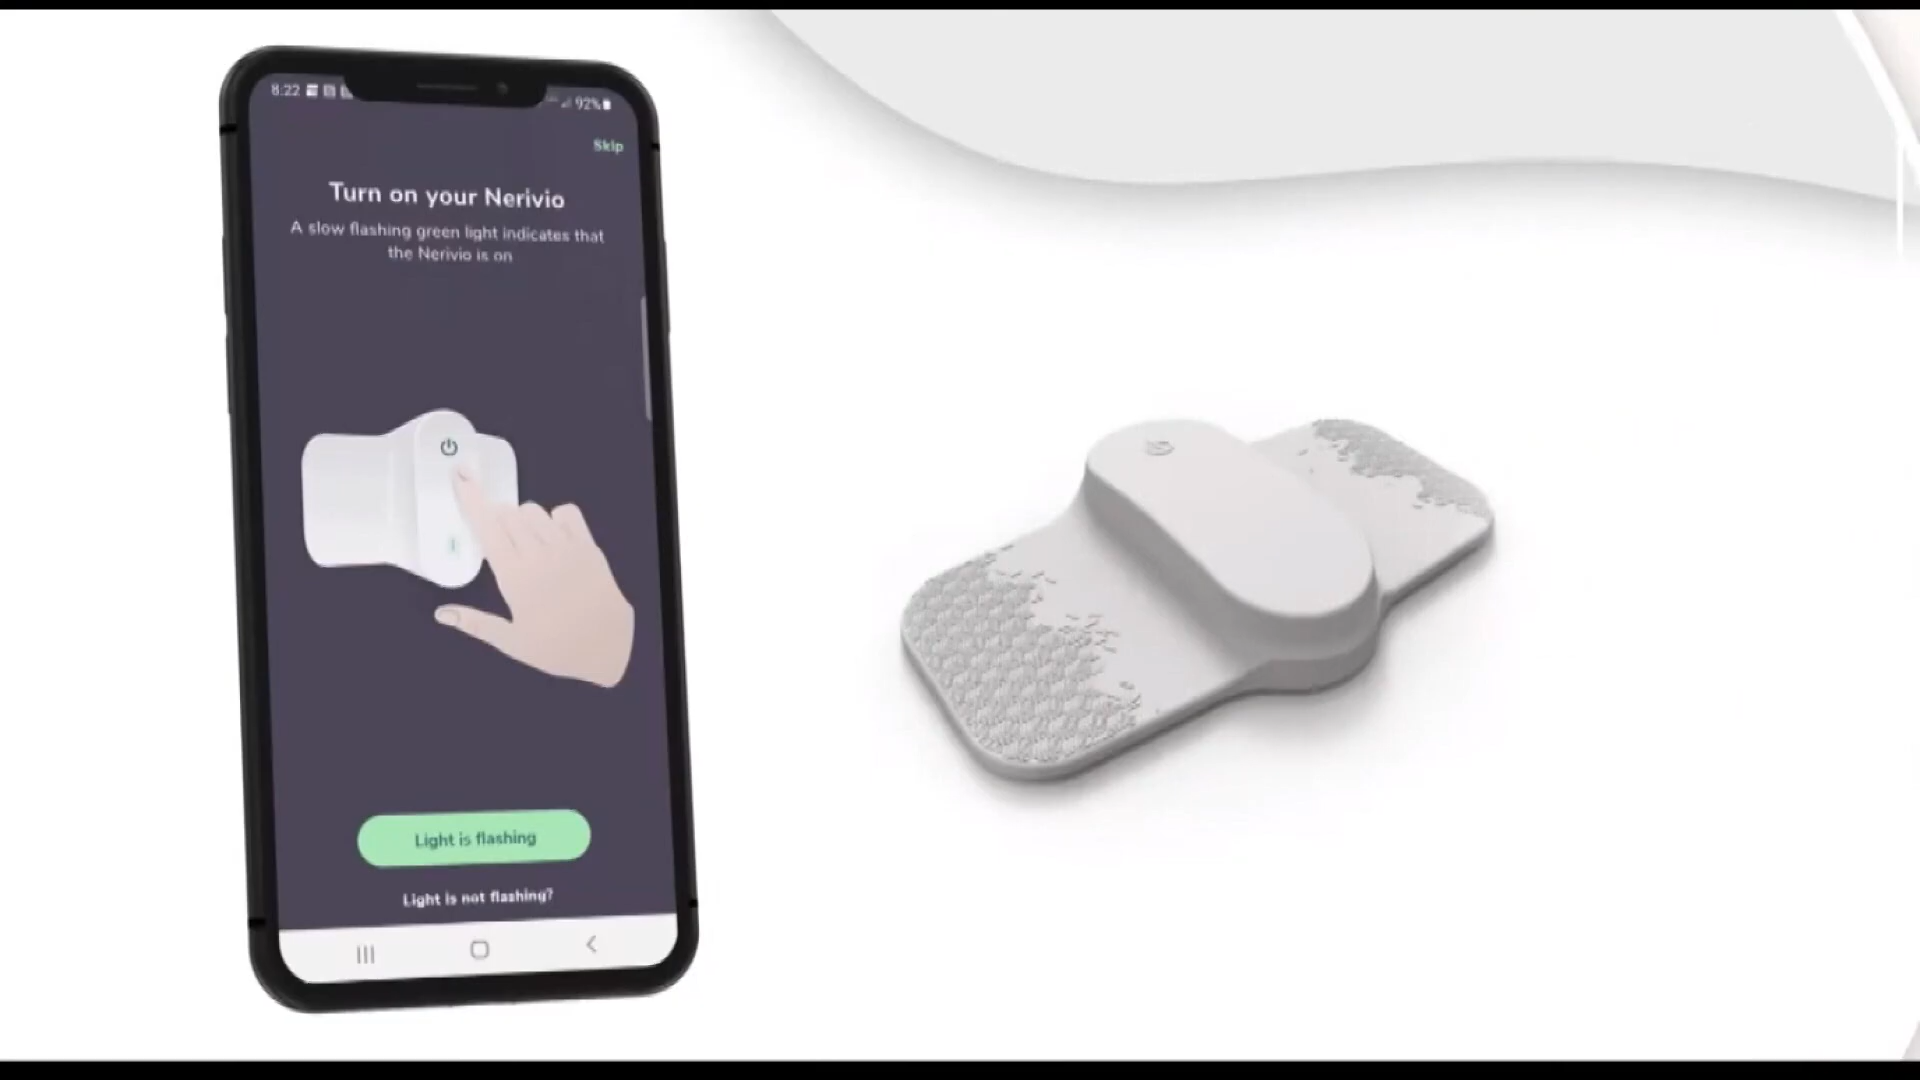 8:22
92%
Skip
Turn on your Nerivio
A slow flashing green light indicates that
the Nerivio is on
Light is flashing
Light is not flashing?